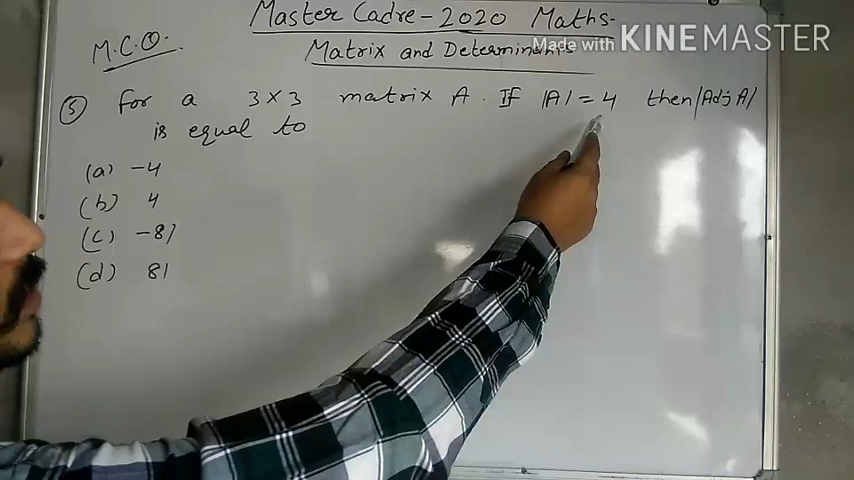 Master Cadre-2020 Maths-
M.C.Q.
Matrix and Determinants
Made with KINEMASTER
(5) For a 3×3 matrix A. If |A|=4 then |Adj A|
is equal to
(a) -4
(b) 4
(c) -81
(d) 81